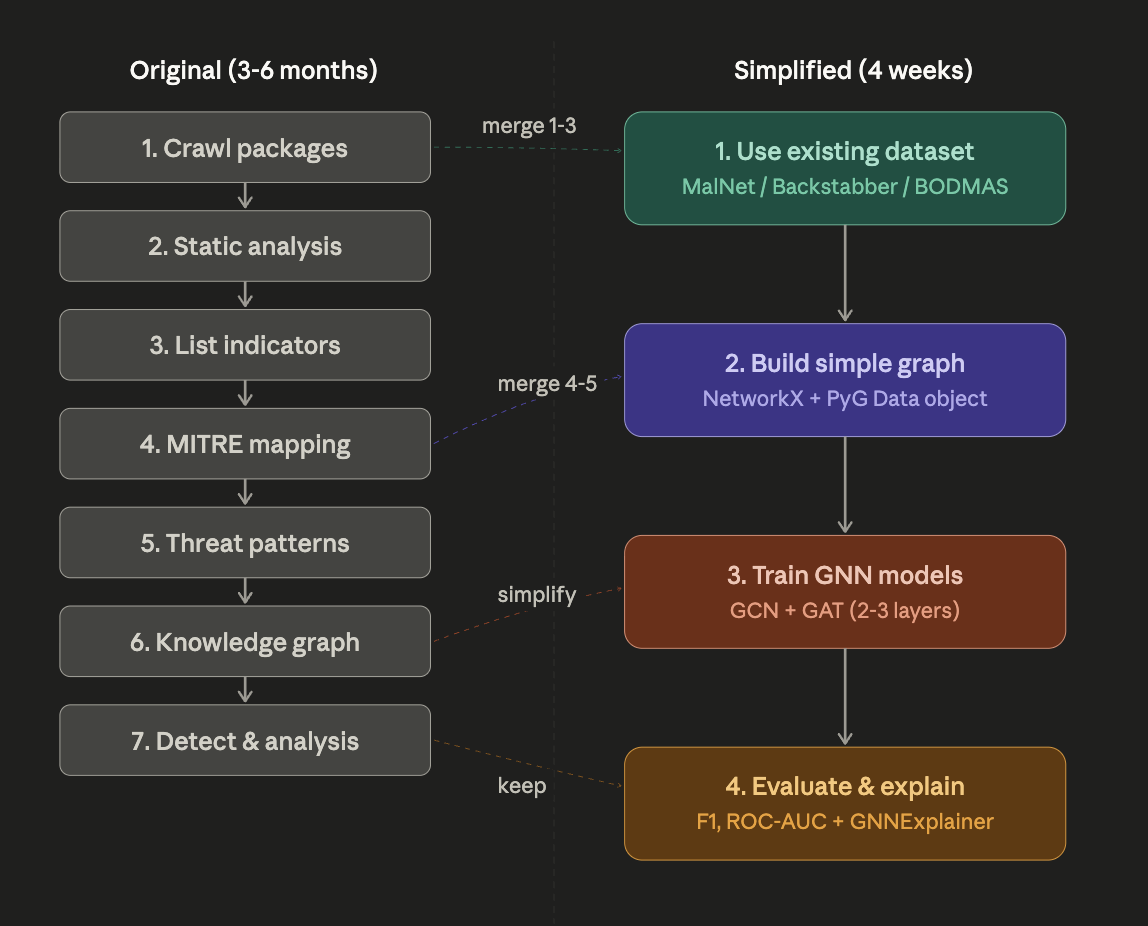 Original (3-6 months)
Simplified (4 weeks)
1. Crawl packages
2. Static analysis
3. List indicators
4. MITRE mapping
5. Threat patterns
6. Knowledge graph
7. Detect & analysis
merge 1-3
merge 4-5
simplify
keep
1. Use existing dataset
MalNet / Backstabber / BODMAS
2. Build simple graph
NetworkX + PyG Data object
3. Train GNN models
GCN + GAT (2-3 layers)
4. Evaluate & explain
F1, ROC-AUC + GNNExplainer